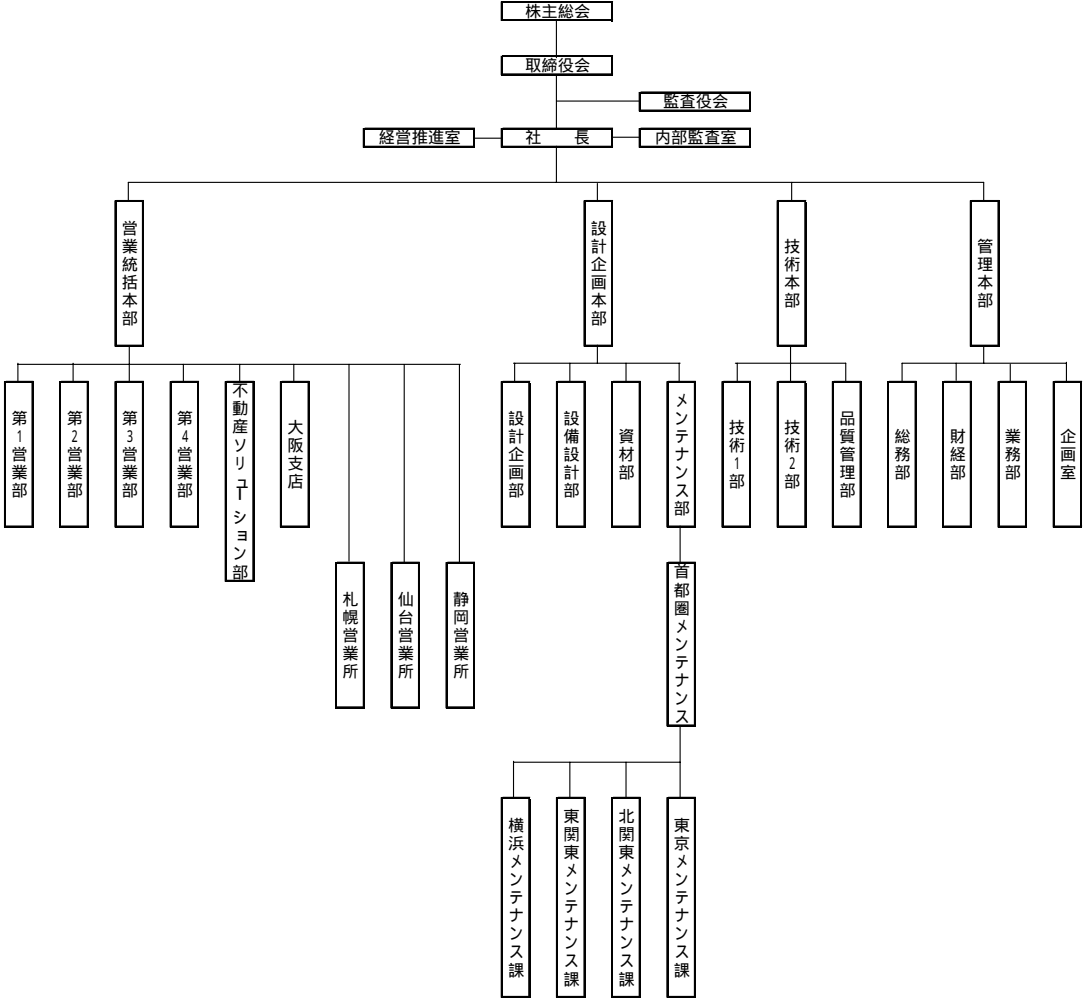 株主総会
取締役会
監査役会
経営推進室
社　長
内部監査室
営業統括本部
設計企画本部
技術本部
管理本部
第1営業部
第2営業部
第3営業部
第4営業部
不動産ソリューション部
大阪支店
設計企画部
設備設計部
資材部
メンテナンス部
技術1部
技術2部
品質管理部
総務部
財経部
業務部
企画室
札幌営業所
仙台営業所
静岡営業所
首都圏メンテナンス
横浜メンテナンス課
東関東メンテナンス課
北関東メンテナンス課
東京メンテナンス課